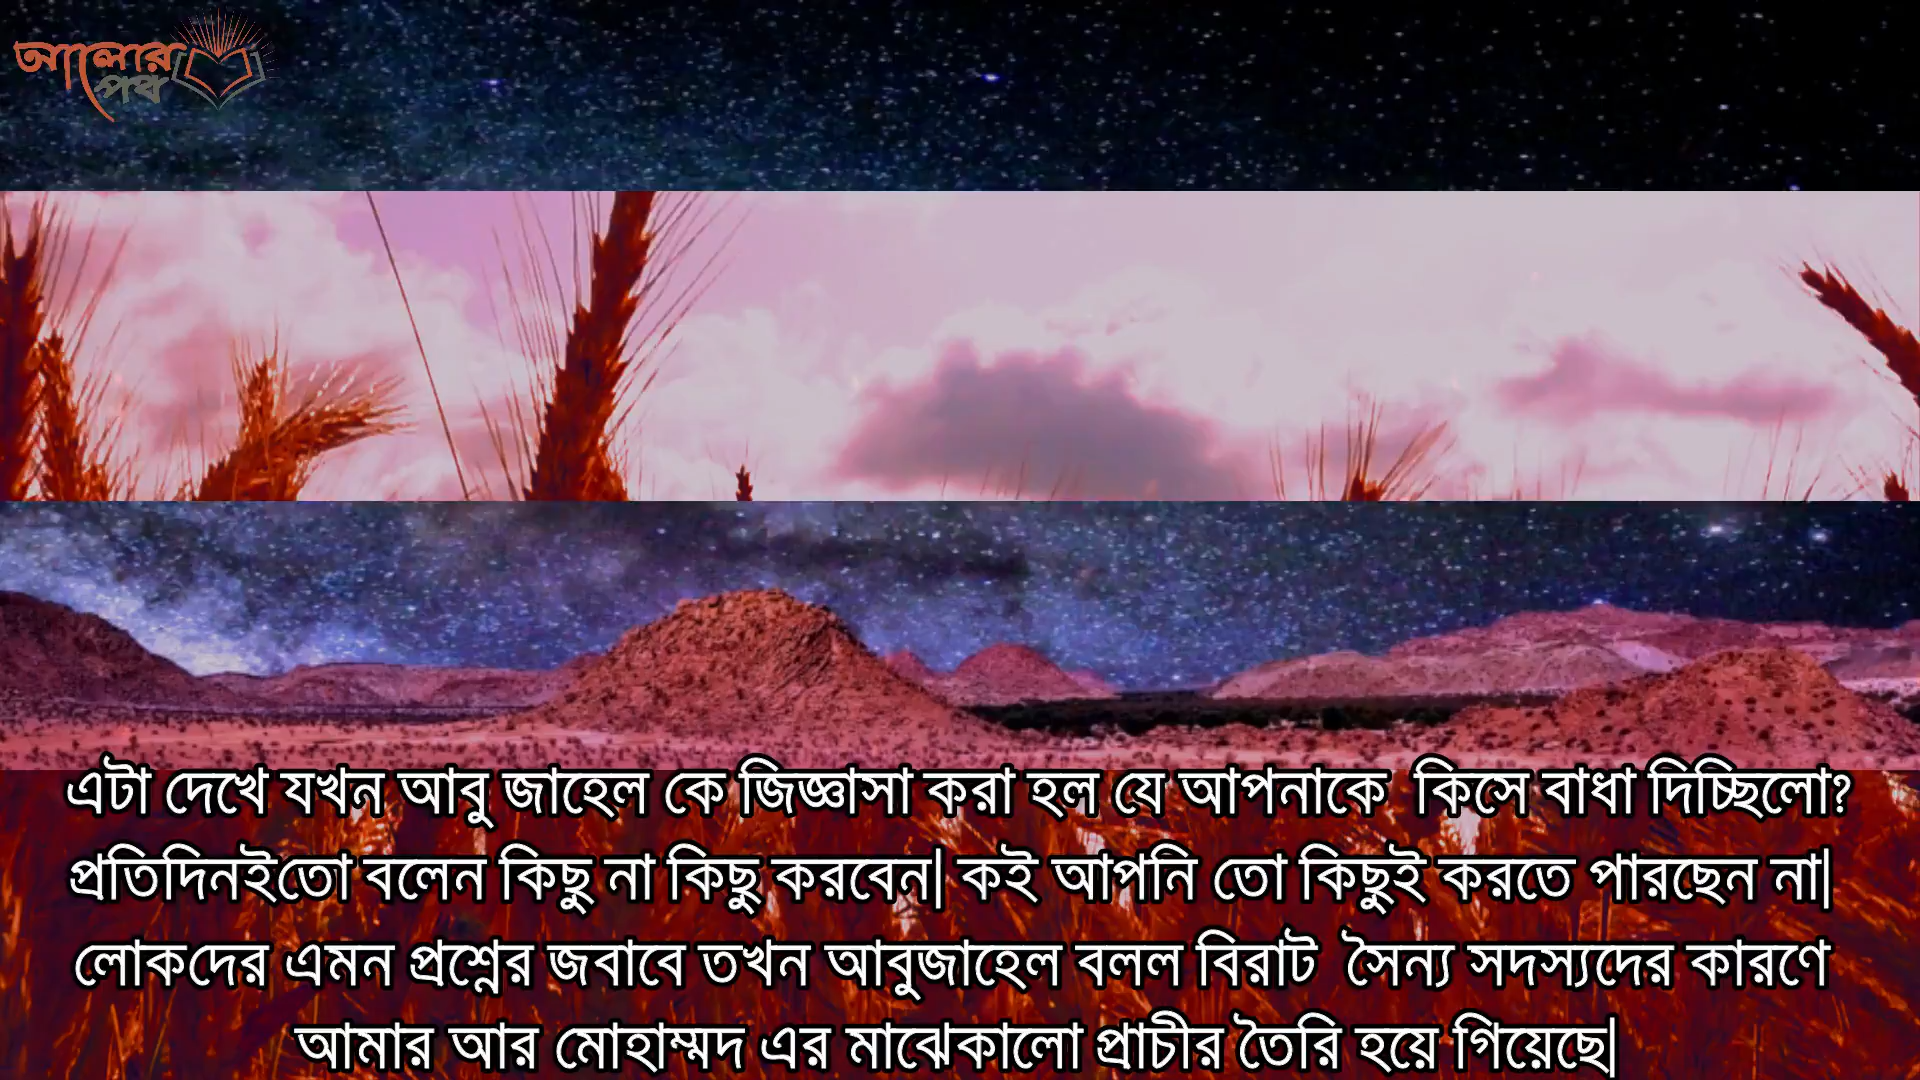 আলোর
পথ
এটা দেখে যখন আবু জাহেল কে জিজ্ঞাসা করা হল যে আপনাকে কিসে বাধা দিচ্ছিলো?
প্রতিদিনইতো বলেন কিছু না কিছু করবেন| কই আপনি তো কিছুই করতে পারছেন না|
লোকদের এমন প্রশ্নের জবাবে তখন আবুজাহেল বলল বিরাট সৈন্য সদস্যদের কারণে
আমার আর মোহাম্মদ এর মাঝেকালো প্রাচীর তৈরি হয়ে গিয়েছে|